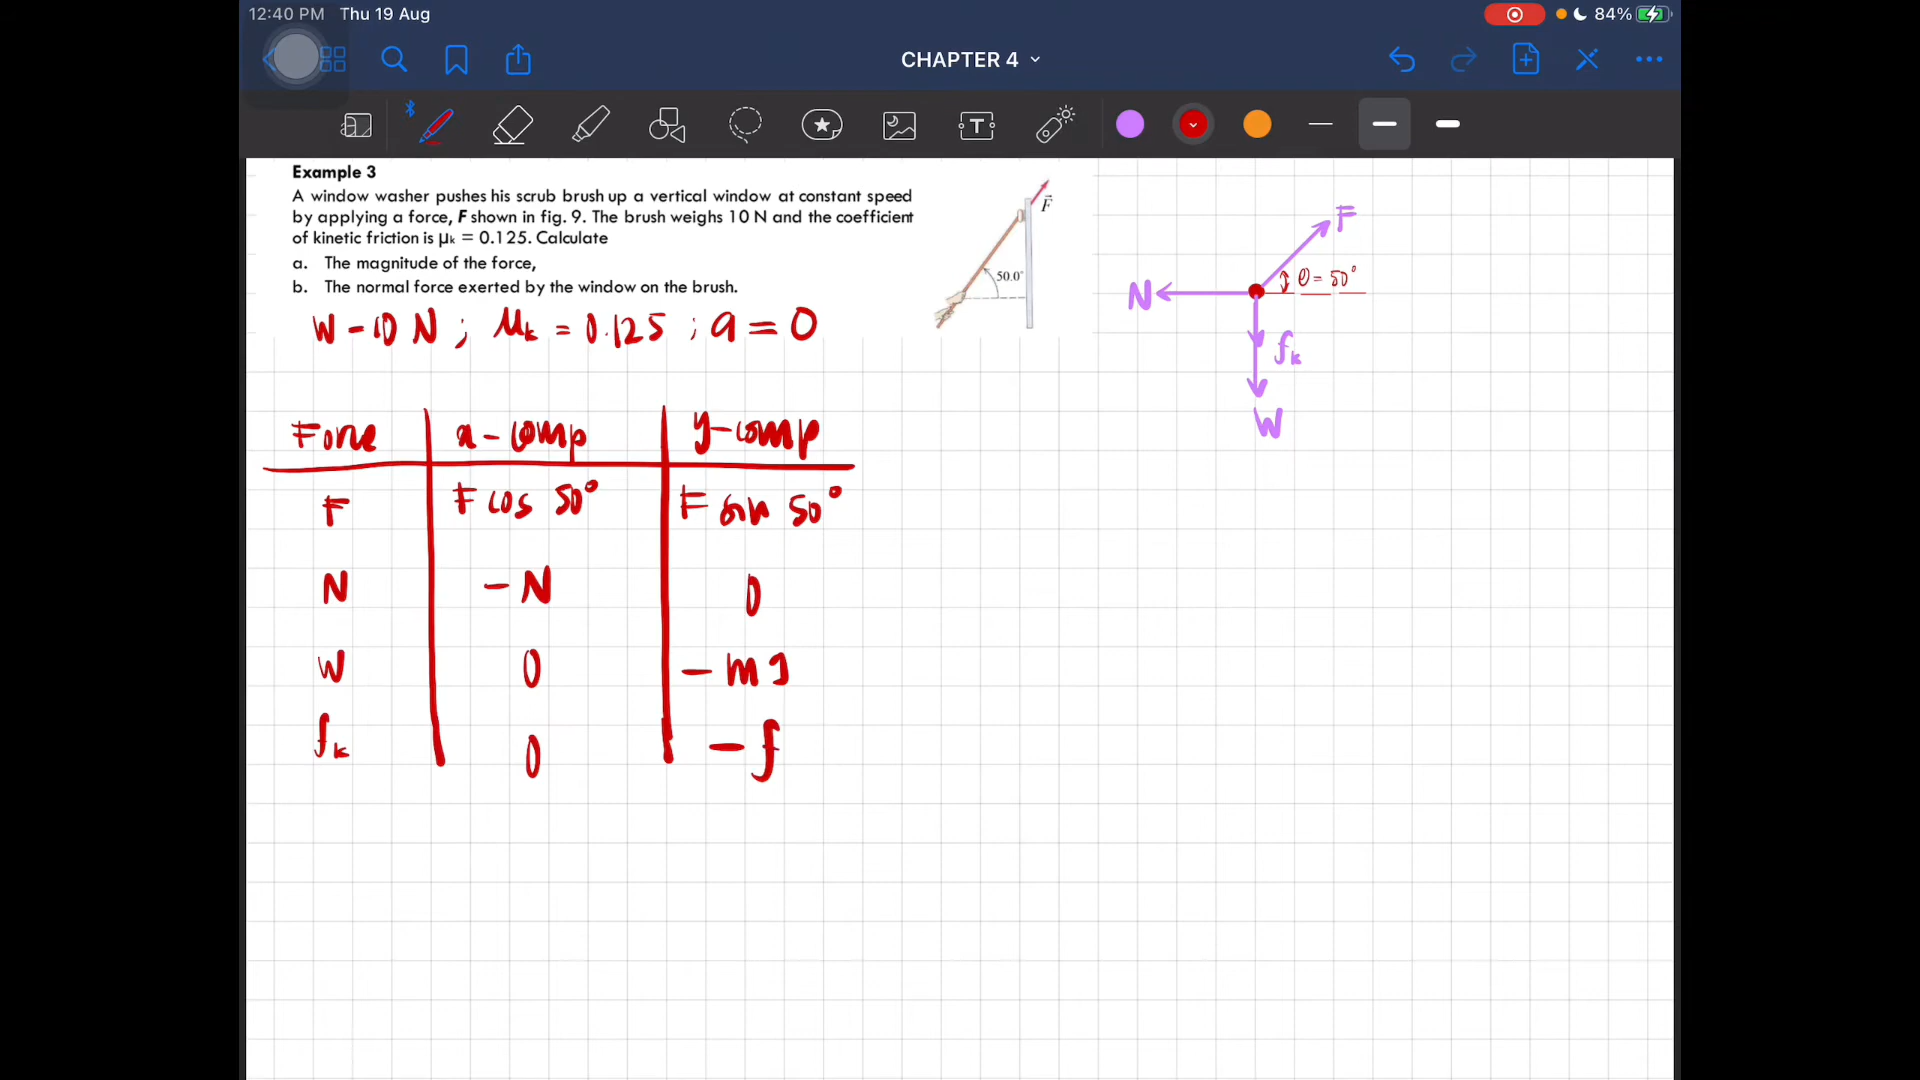 12:40 PM Thu 19 Aug
84%
CHAPTER 4
Example 3
A window washer pushes his scrub brush up a vertical window at constant speed
by applying a force, F shown in fig. 9. The brush weighs 10 N and the coefficient
of kinetic friction is μk = 0.125. Calculate
a. The magnitude of the force,
b. The normal force exerted by the window on the brush.
F
50.0°
W - 10 N ; μk = 0.125 ; a = 0
F
N
θ = 50°
fk
W
Force x-comp y-comp
F F cos 50° F sin 50°
N - N 0
W 0 - mg
fk 0 - f